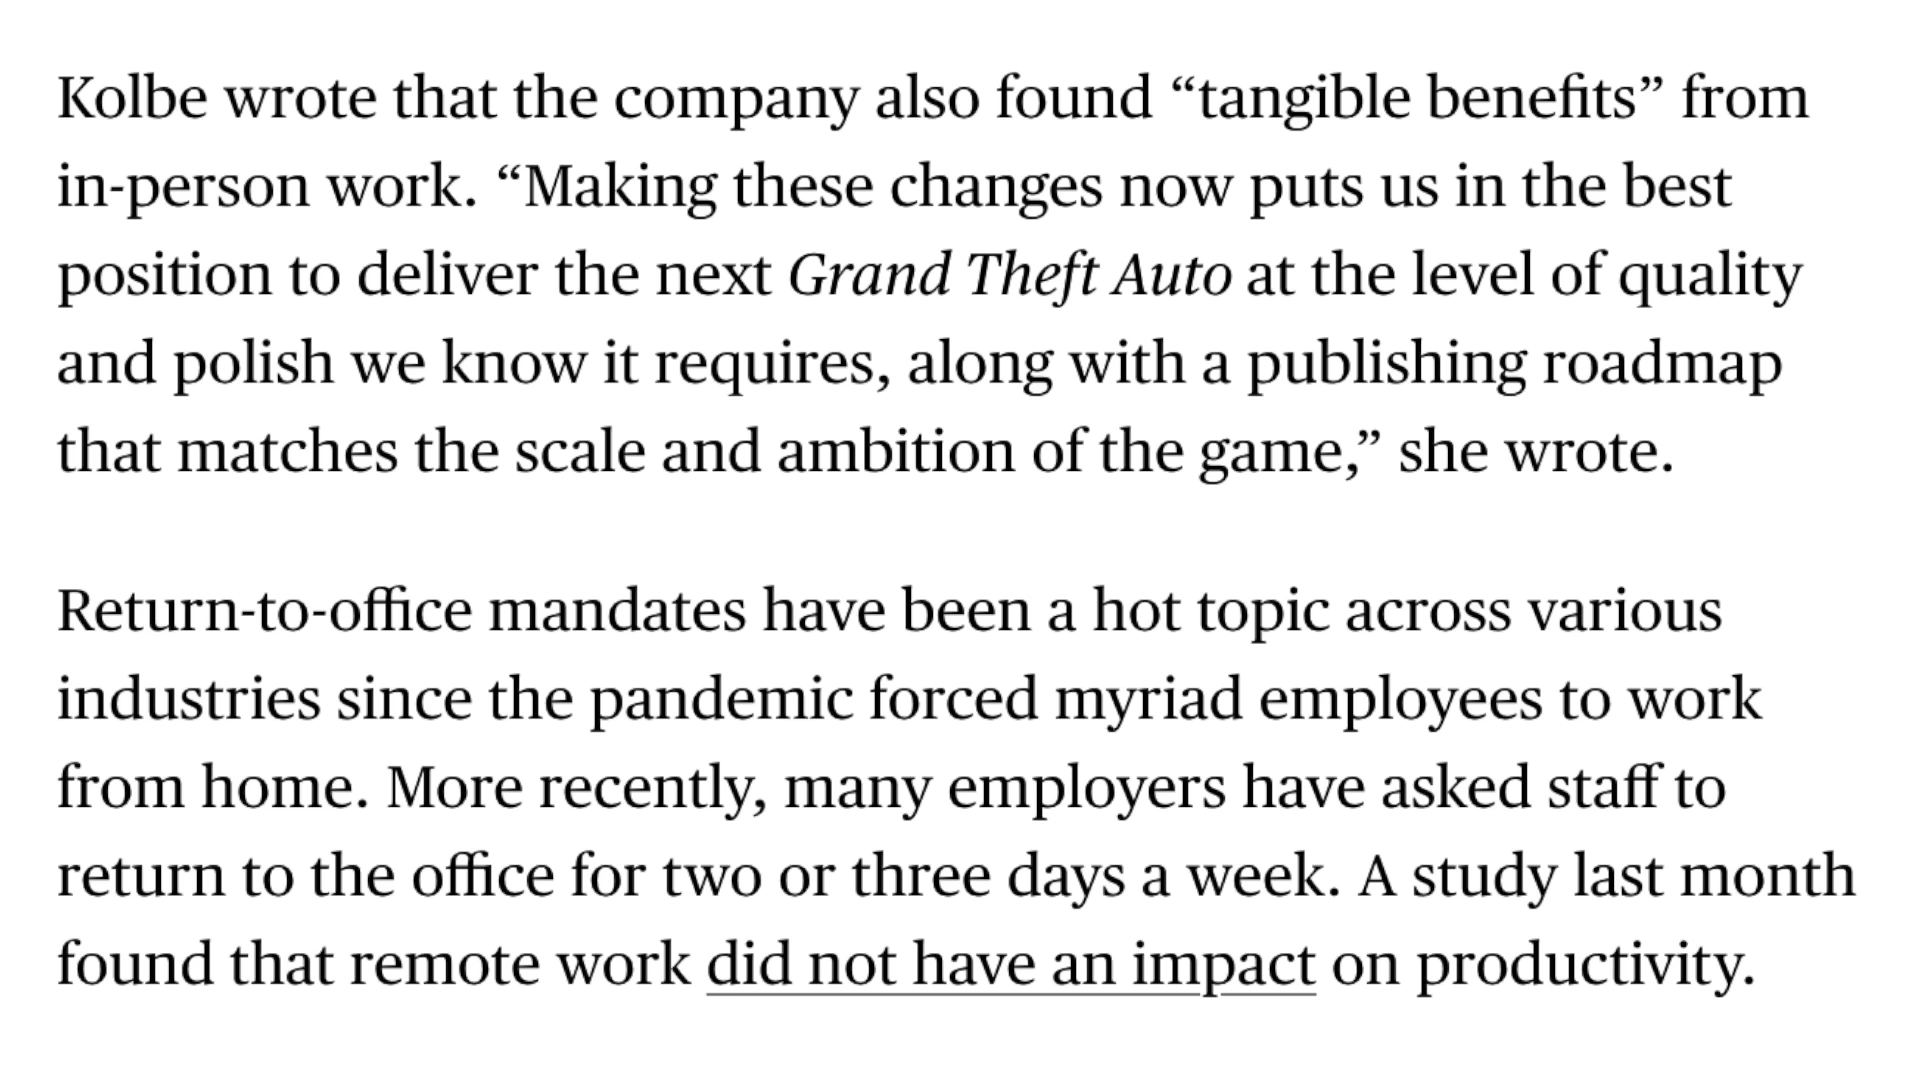 Kolbe wrote that the company also found “tangible benefits” from
in-person work. “Making these changes now puts us in the best
position to deliver the next Grand Theft Auto at the level of quality
and polish we know it requires, along with a publishing roadmap
that matches the scale and ambition of the game,” she wrote.
Return-to-office mandates have been a hot topic across various
industries since the pandemic forced myriad employees to work
from home. More recently, many employers have asked staff to
return to the office for two or three days a week. A study last month
found that remote work did not have an impact on productivity.